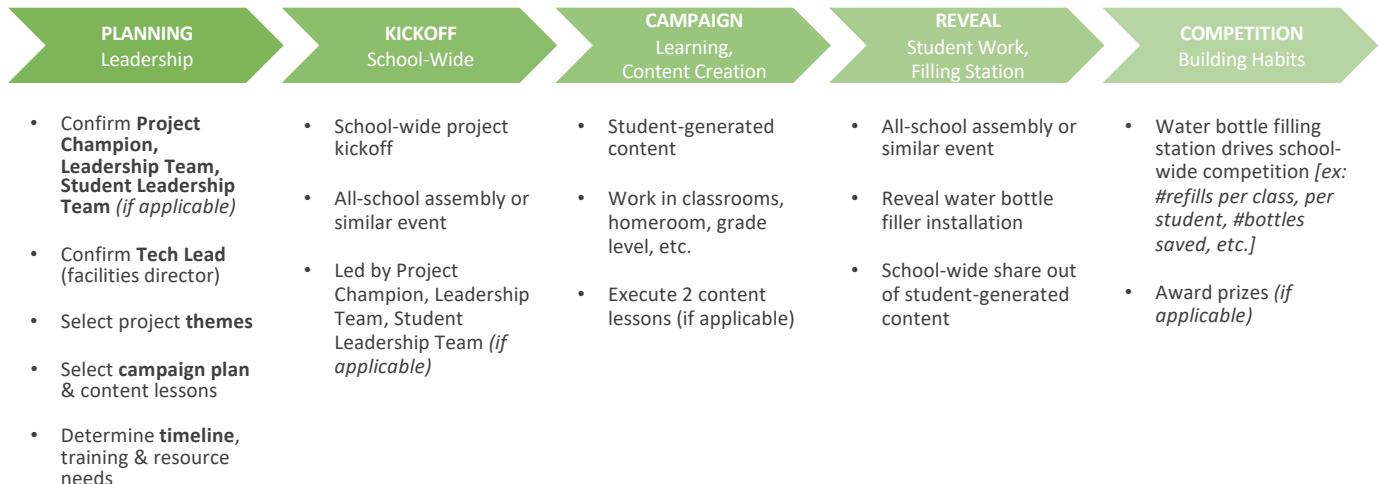 PLANNING
Leadership
KICKOFF
School-Wide
CAMPAIGN
Learning,
Content Creation
REVEAL
Student Work,
Filling Station
COMPETITION
Building Habits
• Confirm Project
Champion,
Leadership Team,
Student Leadership
Team (if applicable)
• Confirm Tech Lead
(facilities director)
• Select project themes
• Select campaign plan
& content lessons
• Determine timeline,
training & resource
needs
• School-wide project
kickoff
• All-school assembly or
similar event
• Led by Project
Champion, Leadership
Team, Student
Leadership Team (if
applicable)
• Student-generated
content
• Work in classrooms,
homeroom, grade
level, etc.
• Execute 2 content
lessons (if applicable)
• All-school assembly or
similar event
• Reveal water bottle
filler installation
• School-wide share out
of student-generated
content
• Water bottle filling
station drives school-
wide competition [ex:
#refills per class, per
student, #bottles
saved, etc.]
• Award prizes (if
applicable)